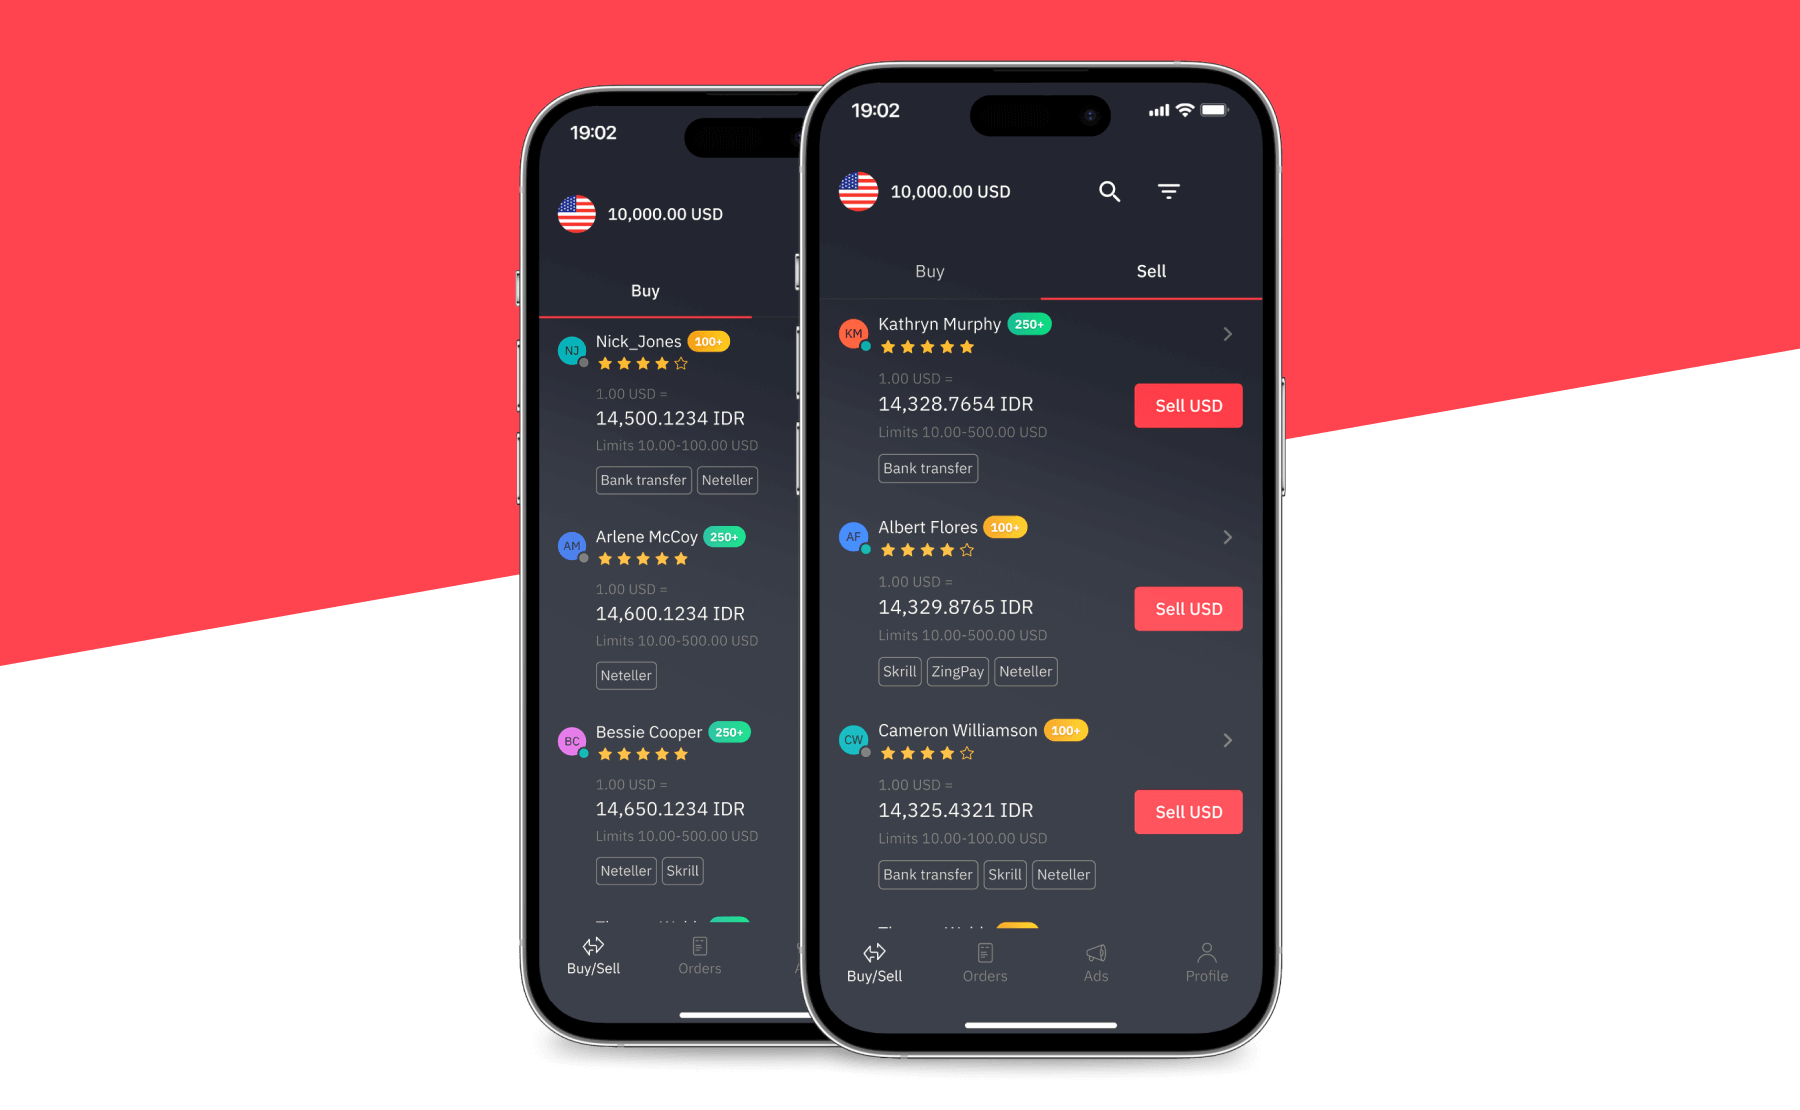 19:02
10,000.00 USD
Buy
NJ
Nick_Jones 100+
1.00 USD =
14,500.1234 IDR
Limits 10.00-100.00 USD
Bank transfer Neteller
AM
Arlene McCoy 250+
1.00 USD =
14,600.1234 IDR
Limits 10.00-500.00 USD
Neteller
BC
Bessie Cooper 250+
1.00 USD =
14,650.1234 IDR
Limits 10.00-500.00 USD
Neteller Skrill
Buy/Sell Orders
19:02
10,000.00 USD
Buy Sell
KM
Kathryn Murphy 250+
1.00 USD =
14,328.7654 IDR
Sell USD
Limits 10.00-500.00 USD
Bank transfer
AF
Albert Flores 100+
1.00 USD =
14,329.8765 IDR
Sell USD
Limits 10.00-500.00 USD
Skrill ZingPay Neteller
CW
Cameron Williamson 100+
1.00 USD =
14,325.4321 IDR
Sell USD
Limits 10.00-100.00 USD
Bank transfer Skrill Neteller
Buy/Sell Orders Ads Profile